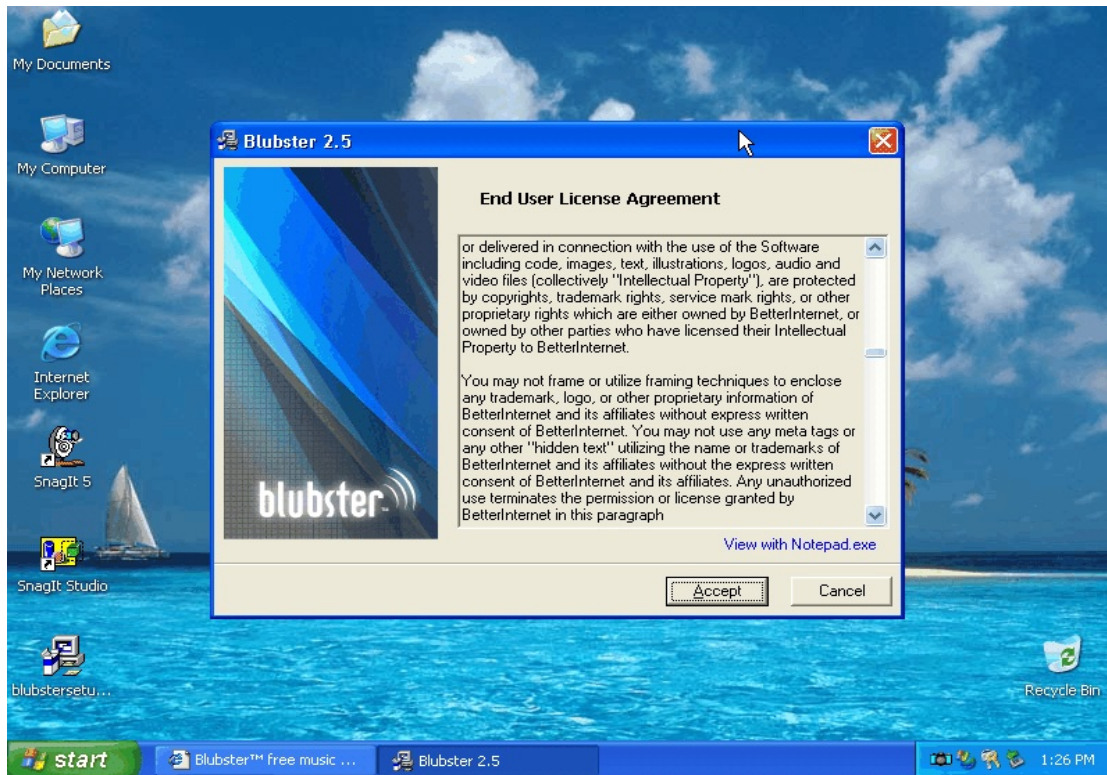 My Documents
My Computer
My Network
Places
Internet
Explorer
SnagIt 5
SnagIt Studio
blubstersetu...
Blubster 2.5
End User License Agreement
or delivered in connection with the use of the Software
including code, images, text, illustrations, logos, audio and
video files (collectively "Intellectual Property"), are protected
by copyrights, trademark rights, service mark rights, or other
proprietary rights which are either owned by BetterInternet, or
owned by other parties who have licensed their Intellectual
Property to BetterInternet.
You may not frame or utilize framing techniques to enclose
any trademark, logo, or other proprietary information of
BetterInternet and its affiliates without express written
consent of BetterInternet. You may not use any meta tags or
any other "hidden text" utilizing the name or trademarks of
BetterInternet and its affiliates without the express written
consent of BetterInternet and its affiliates. Any unauthorized
use terminates the permission or license granted by
BetterInternet in this paragraph
blubster™
View with Notepad.exe
Accept
Cancel
Recycle Bin
start
Blubster™ free music ...
Blubster 2.5
1:26 PM